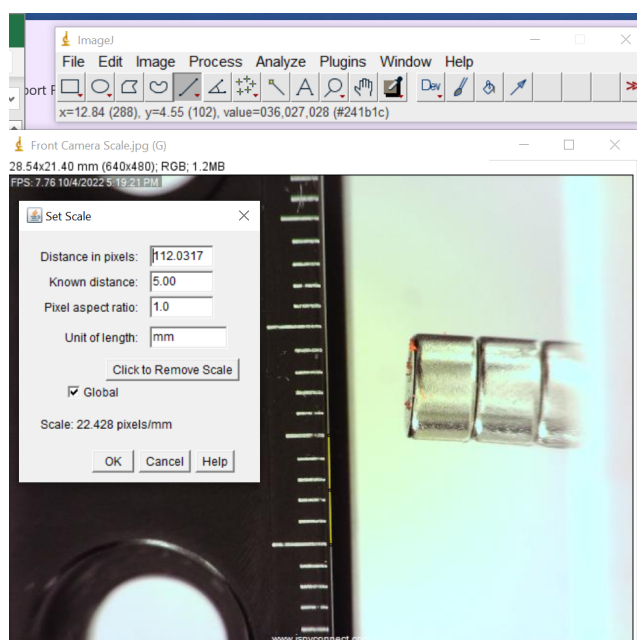 ImageJ
File Edit Image Process Analyze Plugins Window Help
A Dev
ort F
x=12.84 (288), y=4.55 (102), value=036,027,028 (#241b1c)
Front Camera Scale.jpg (G)
28.54x21.40 mm (640x480); RGB; 1.2MB
FPS: 7.76 10/4/2022 5:19:21 PM
Set Scale
Distance in pixels: 112.0317
Known distance: 5.00
Pixel aspect ratio: 1.0
Unit of length: mm
Click to Remove Scale
Global
Scale: 22.428 pixels/mm
OK Cancel Help